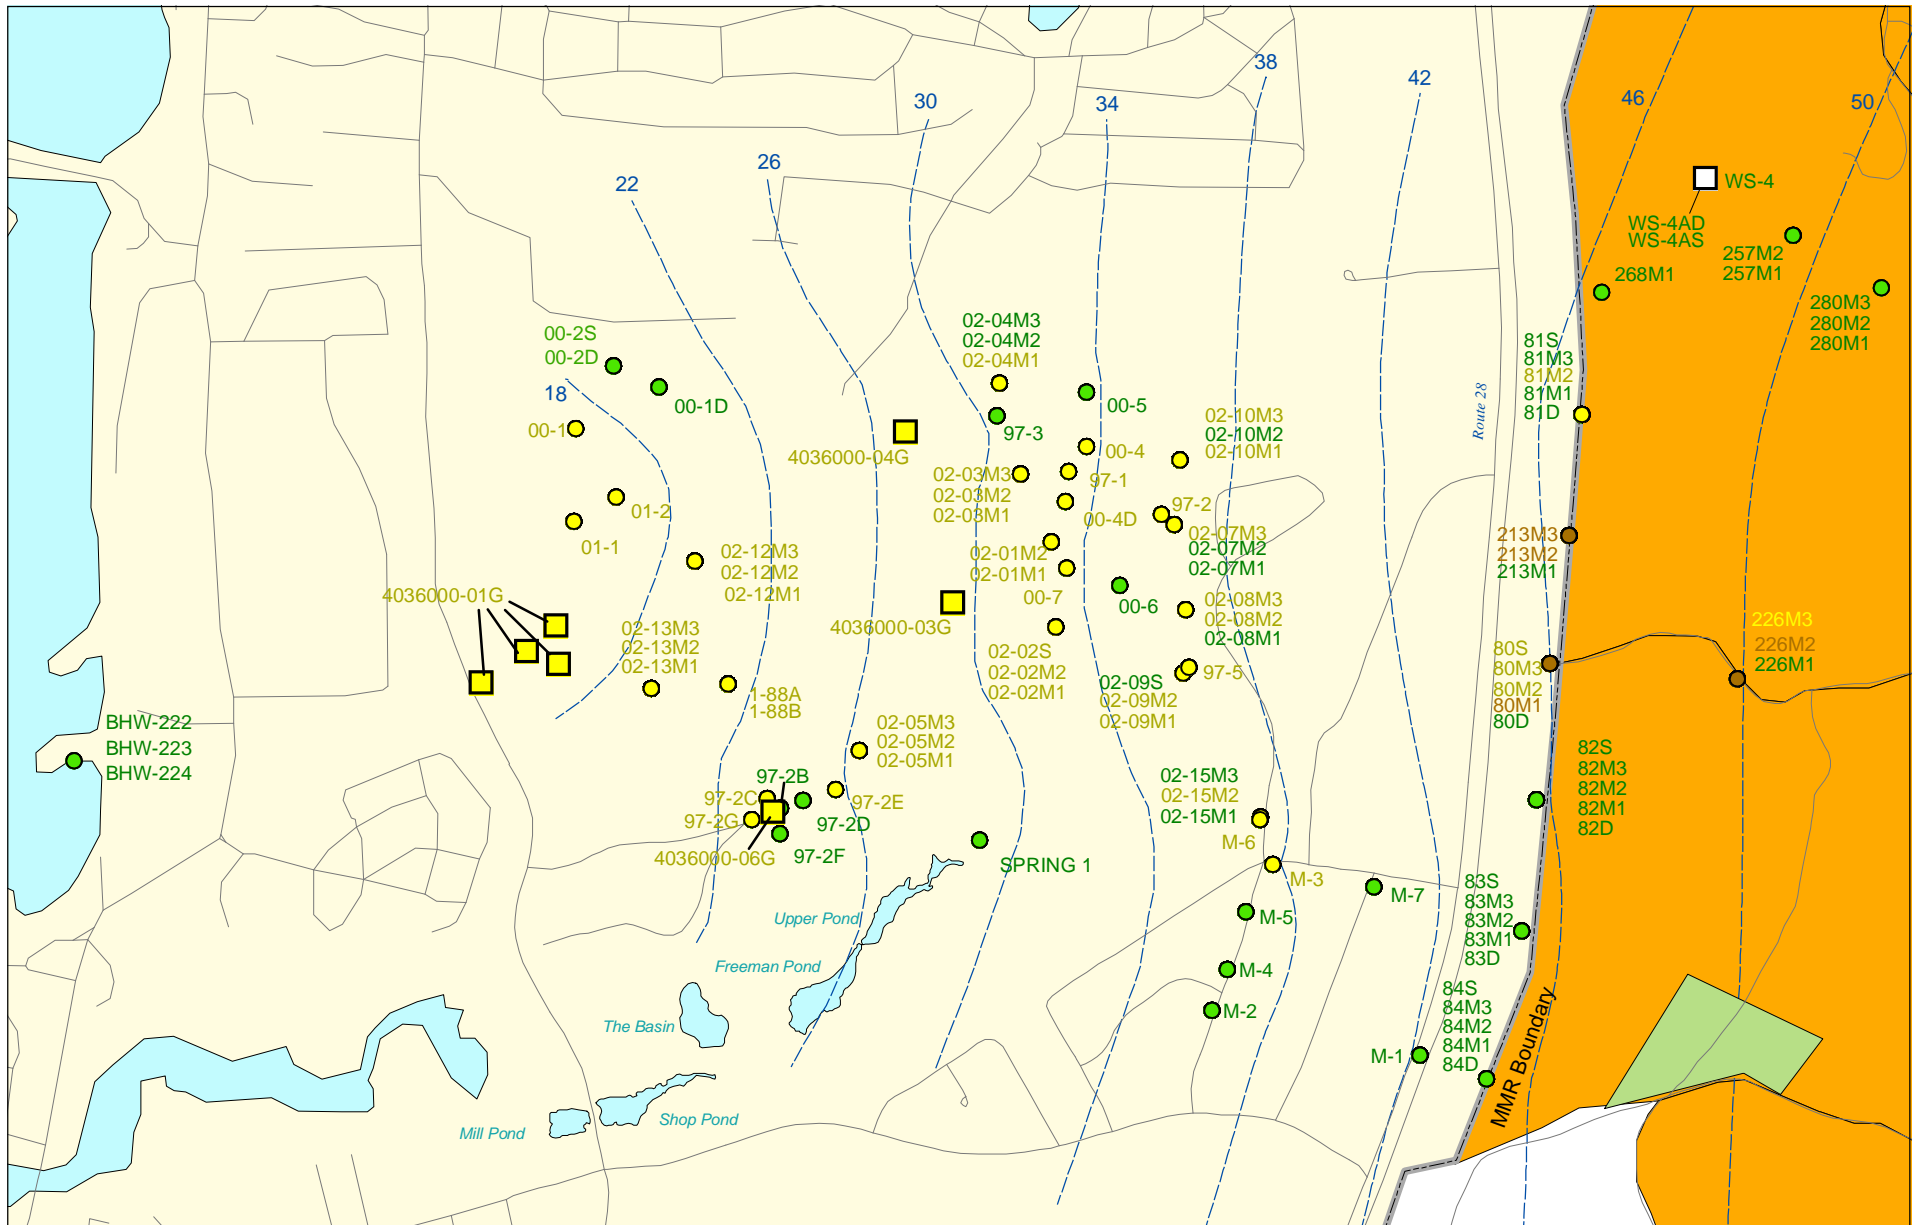 38
42
46
50
30
34
26
22
18
WS-4
WS-4AD
WS-4AS
257M2
257M1
268M1
280M3
280M2
280M1
00-2S
00-2D
00-1D
00-1
01-2
01-1
02-04M3
02-04M2
02-04M1
97-3
00-5
00-4
97-1
00-4D
4036000-04G
02-03M3
02-03M2
02-03M1
02-10M3
02-10M2
02-10M1
97-2
02-07M3
02-07M2
02-07M1
Route 28
81S
81M3
81M2
81M1
81D
213M3
213M2
213M1
02-12M3
02-12M2
02-12M1
02-01M2
02-01M1
00-7
00-6
4036000-01G
4036000-03G
02-13M3
02-13M2
02-13M1
02-02S
02-02M2
02-02M1
02-08M3
02-08M2
02-08M1
97-5
02-09S
02-09M2
02-09M1
226M3
226M2
226M1
80S
80M3
80M2
80M1
80D
1-88A
1-88B
BHW-222
BHW-223
BHW-224
02-05M3
02-05M2
02-05M1
82S
82M3
82M2
82M1
82D
97-2B
97-2C
97-2E
97-2G
97-2D
97-2F
4036000-06G
02-15M3
02-15M2
02-15M1
M-6
M-3
M-7
SPRING 1
M-5
M-4
M-2
M-1
83S
83M3
83M2
83M1
83D
84S
84M3
84M2
84M1
84D
Upper Pond
Freeman Pond
The Basin
Shop Pond
Mill Pond
MMR Boundary